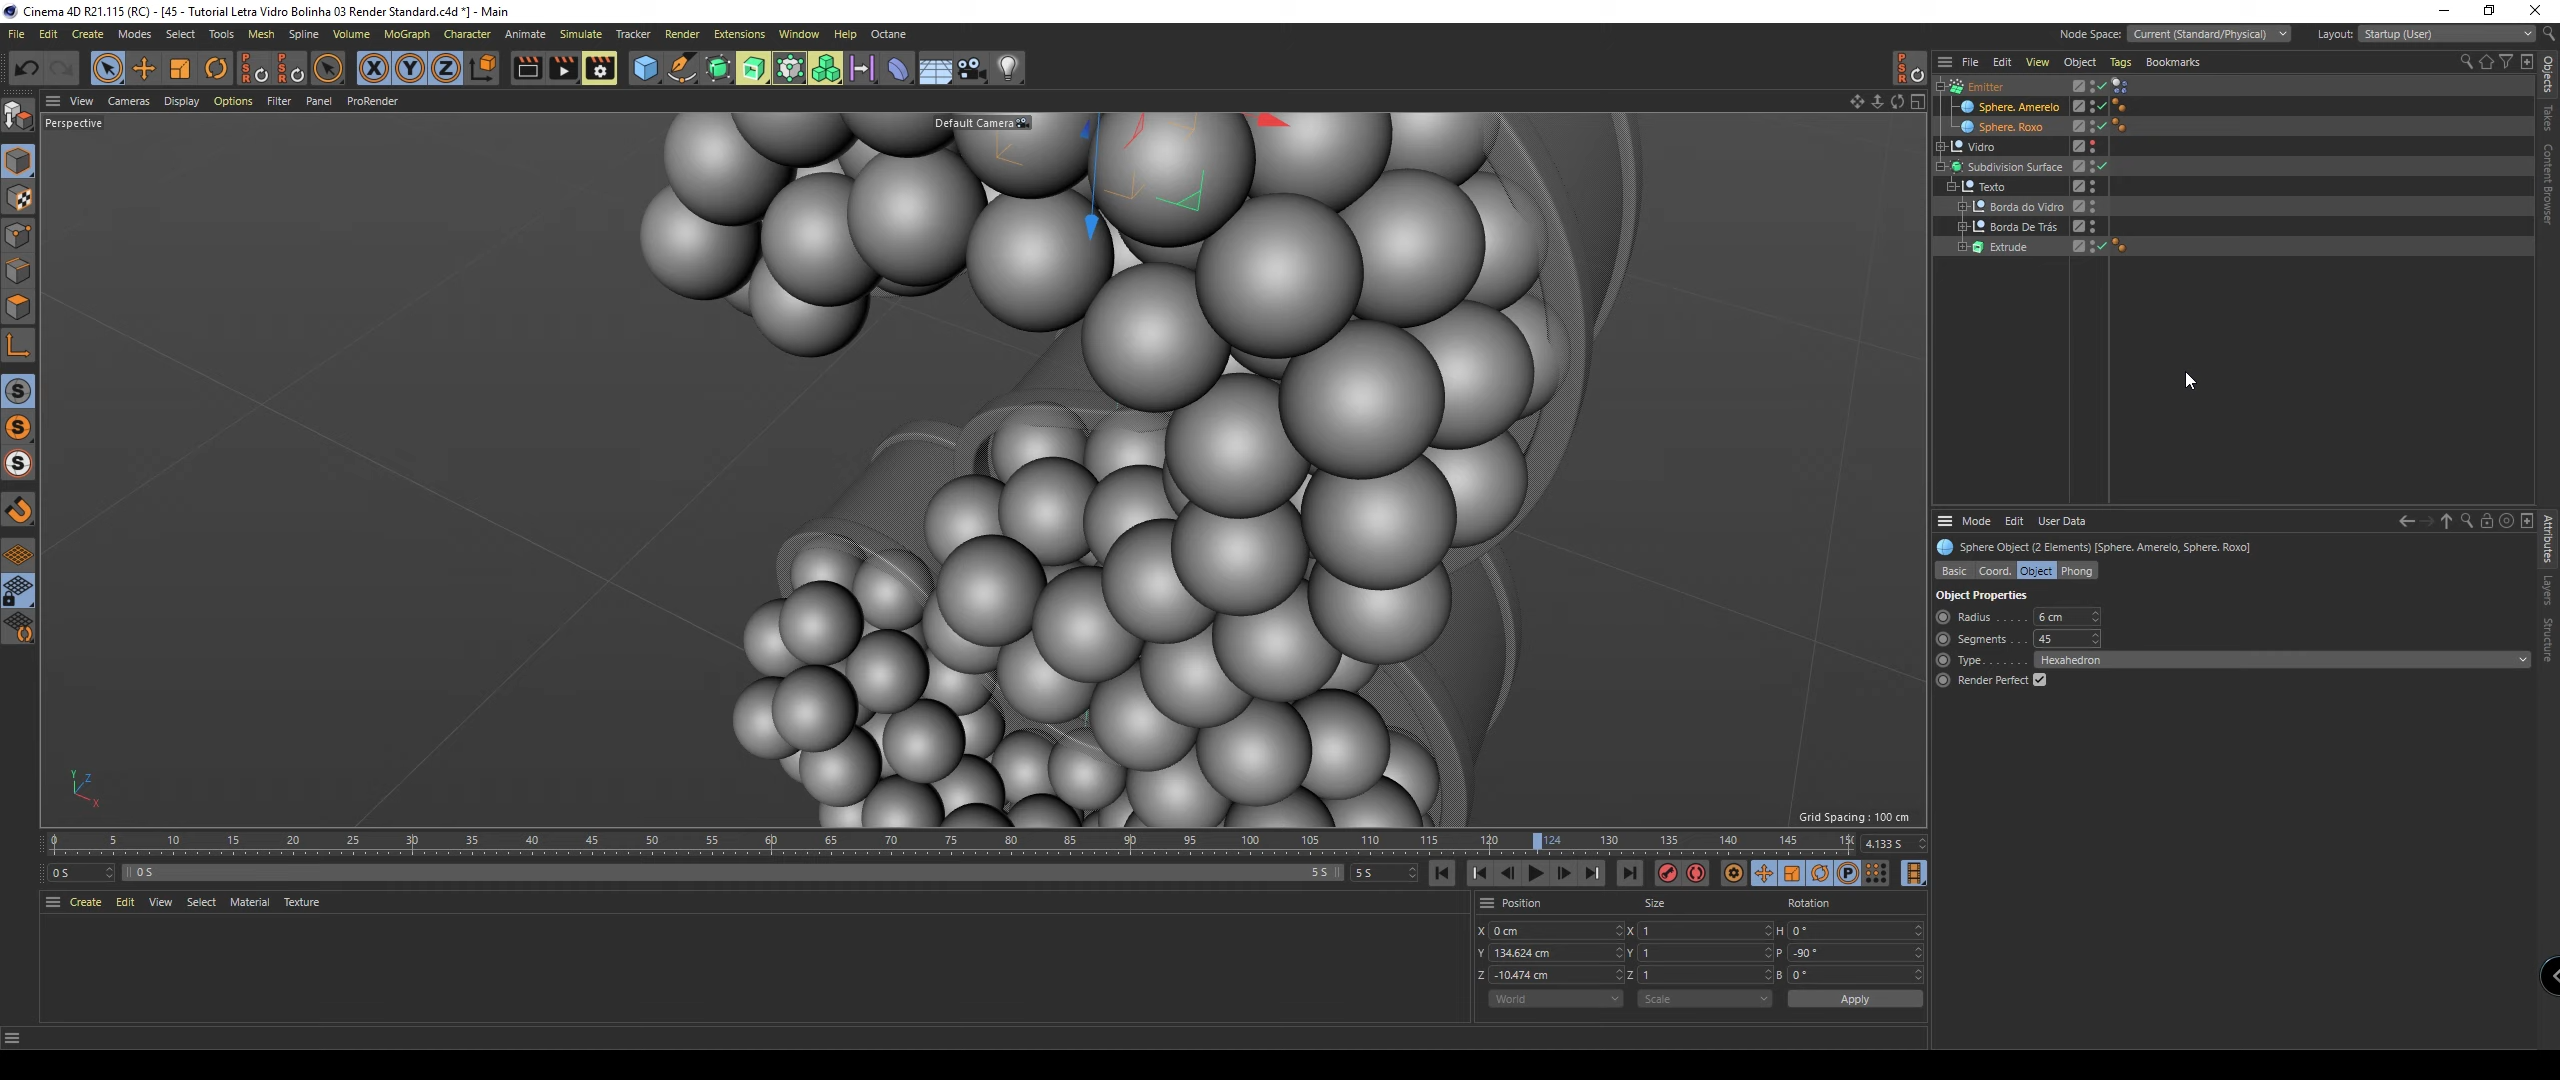 Cinema 4D R21.115 (RC) - [45 - Tutorial Letra Vidro Bolinha 03 Render Standard.c4d *] - Main
File Edit Create Modes Select Tools Mesh Spline Volume MoGraph Character Animate Simulate Tracker Render Extensions Window Help Octane
Node Space: Current (Standard/Physical) Layout: Startup (User)
P S R P S R X Y Z P S R
File Edit View Object Tags Bookmarks
View Cameras Display Options Filter Panel ProRender
Perspective
Default Camera
Emitter
Sphere. Amerelo
Sphere. Roxo
Vidro
Subdivision Surface
Texto
Borda do Vidro
Borda De Trás
Extrude
Objects
Takes
Content Browser
S
S
S
Mode Edit User Data
Sphere Object (2 Elements) [Sphere. Amerelo, Sphere. Roxo]
Basic Coord. Object Phong
Object Properties
Radius . . . . . 6 cm
Segments . . . 45
Type. . . . . . . Hexahedron
Render Perfect
Attributes
Layers
Structure
Y Z X
Grid Spacing : 100 cm
0 5 10 15 20 25 30 35 40 45 50 55 60 65 70 75 80 85 90 95 100 105 110 115 120 124 130 135 140 145 150 4.133 S
0 S 0 S 5 S 5 S P
Create Edit View Select Material Texture
Position Size Rotation
X 0 cm X 1 H 0 °
Y 134.624 cm Y 1 P -90 °
Z -10.474 cm Z 1 B 0 °
World Scale Apply